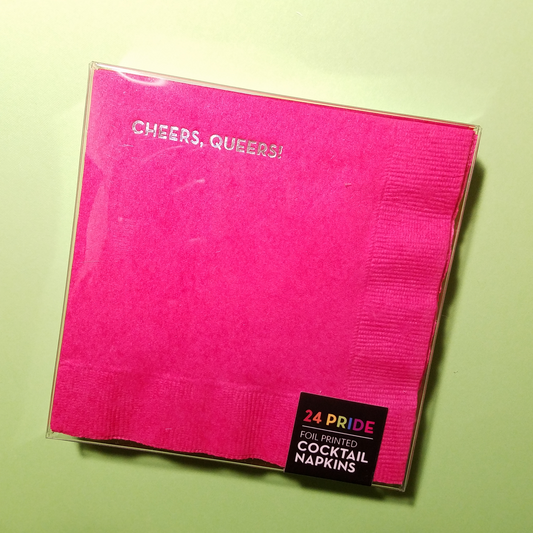 CHEERS, QUEERS!
24 PRIDE
FOIL PRINTED
COCKTAIL
NAPKINS